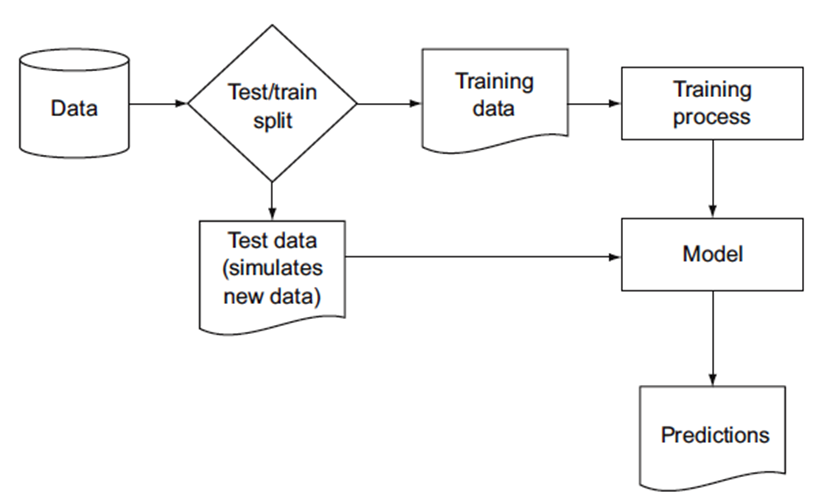 Data
Test/train
split
Training
data
Training
process
Test data
(simulates
new data)
Model
Predictions